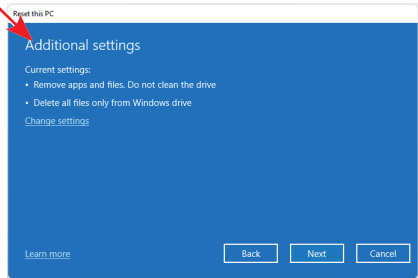 Reset this PC
Additional settings
Current settings:
• Remove apps and files. Do not clean the drive
• Delete all files only from Windows drive
Change settings
Learn more
Back
Next
Cancel